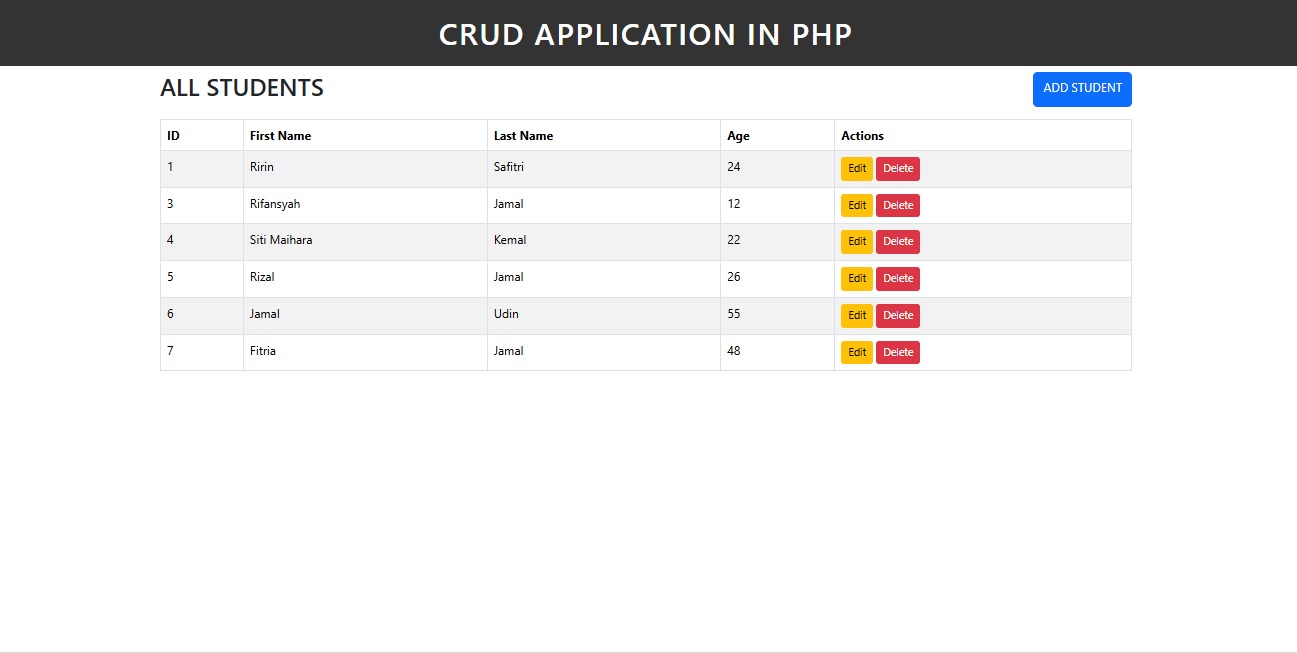 CRUD APPLICATION IN PHP
ALL STUDENTS ADD STUDENT
ID First Name Last Name Age Actions
1 Ririn Safitri 24 Edit Delete
3 Rifansyah Jamal 12 Edit Delete
4 Siti Maihara Kemal 22 Edit Delete
5 Rizal Jamal 26 Edit Delete
6 Jamal Udin 55 Edit Delete
7 Fitria Jamal 48 Edit Delete